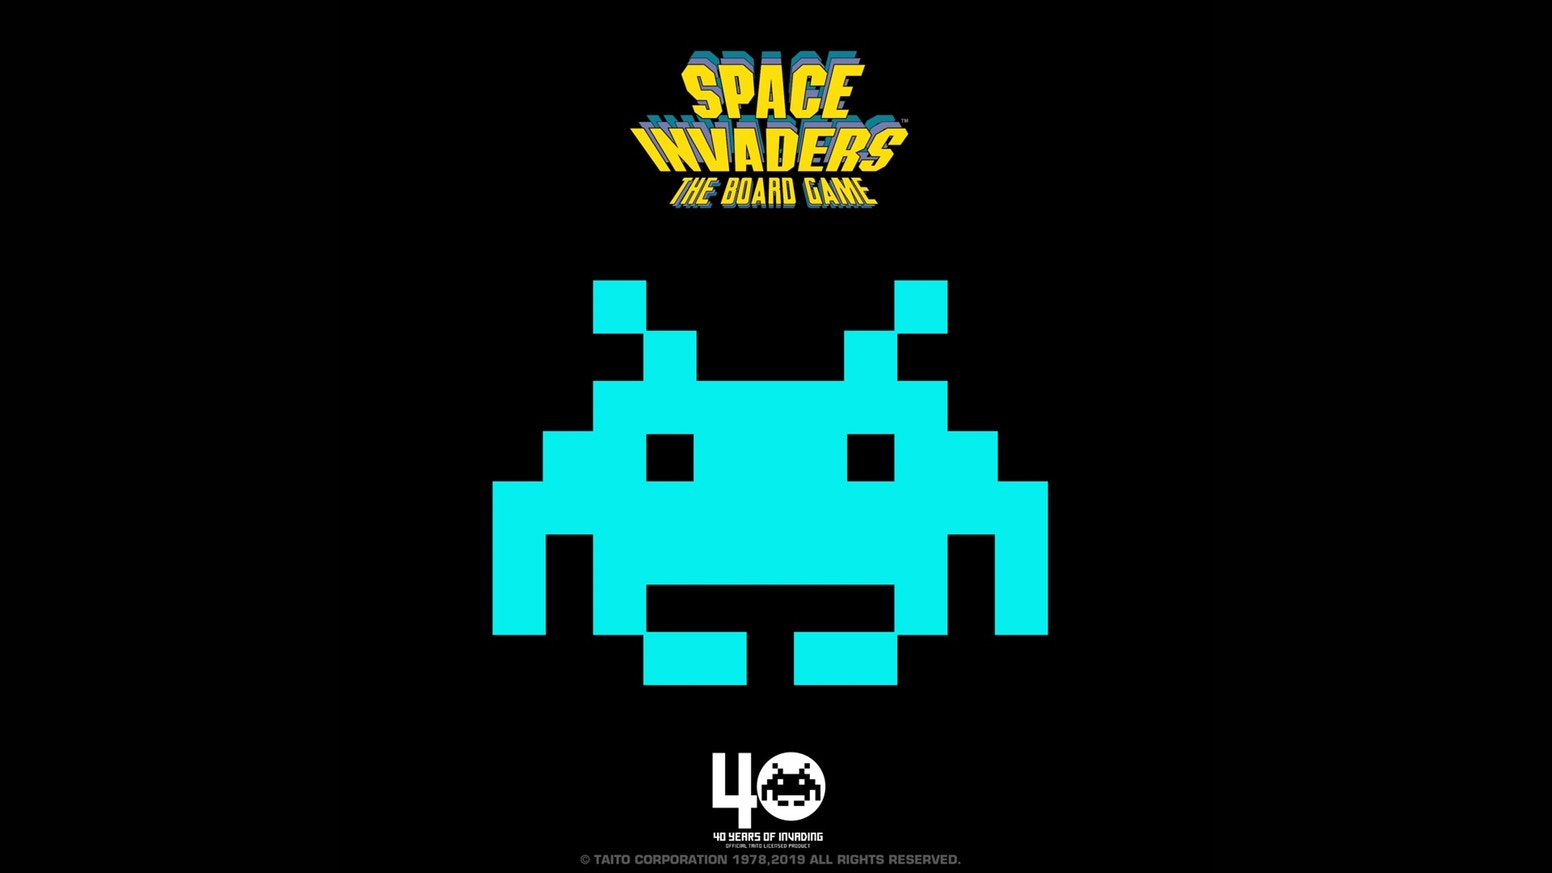 SPACE
INVADERS™
THE BOARD GAME
40
40 YEARS OF INVADING
OFFICIAL TAITO LICENSED PRODUCT
© TAITO CORPORATION 1978,2019 ALL RIGHTS RESERVED.